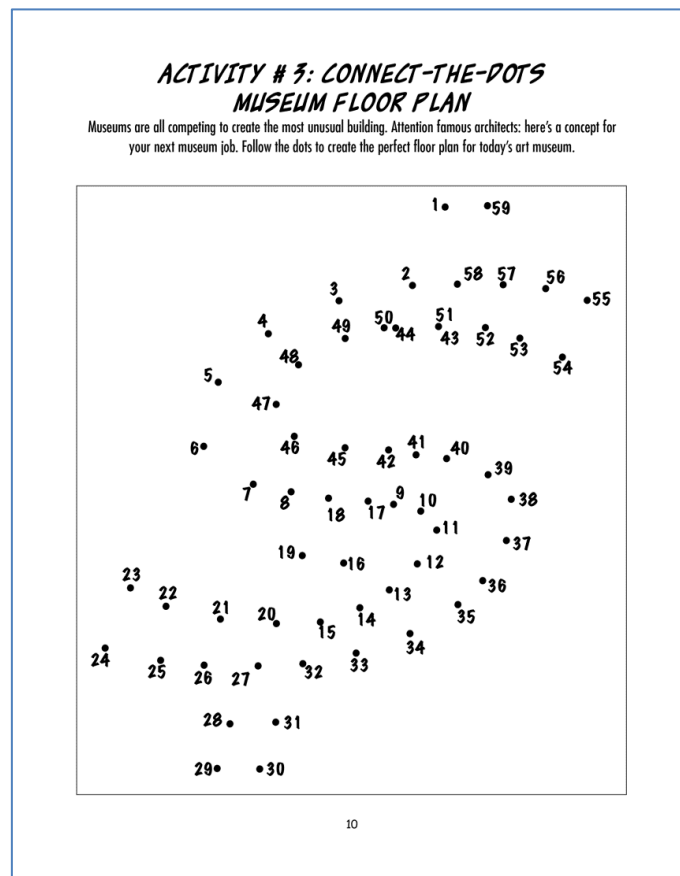 ACTIVITY # 3: CONNECT-THE-DOTS
MUSEUM FLOOR PLAN
Museums are all competing to create the most unusual building. Attention famous architects: here's a concept for
your next museum job. Follow the dots to create the perfect floor plan for today's art museum.
1 59
2 58 57 56
3 55
4 49 50 44 51 43 52 53
48 54
5
47
6 46 45 42 41 40
39
7 8 18 17 9 10 38
11
19 16 12 37
23 22 13 36
21 20 15 14 35
34
24 25 26 27 32 33
28 31
29 30
10